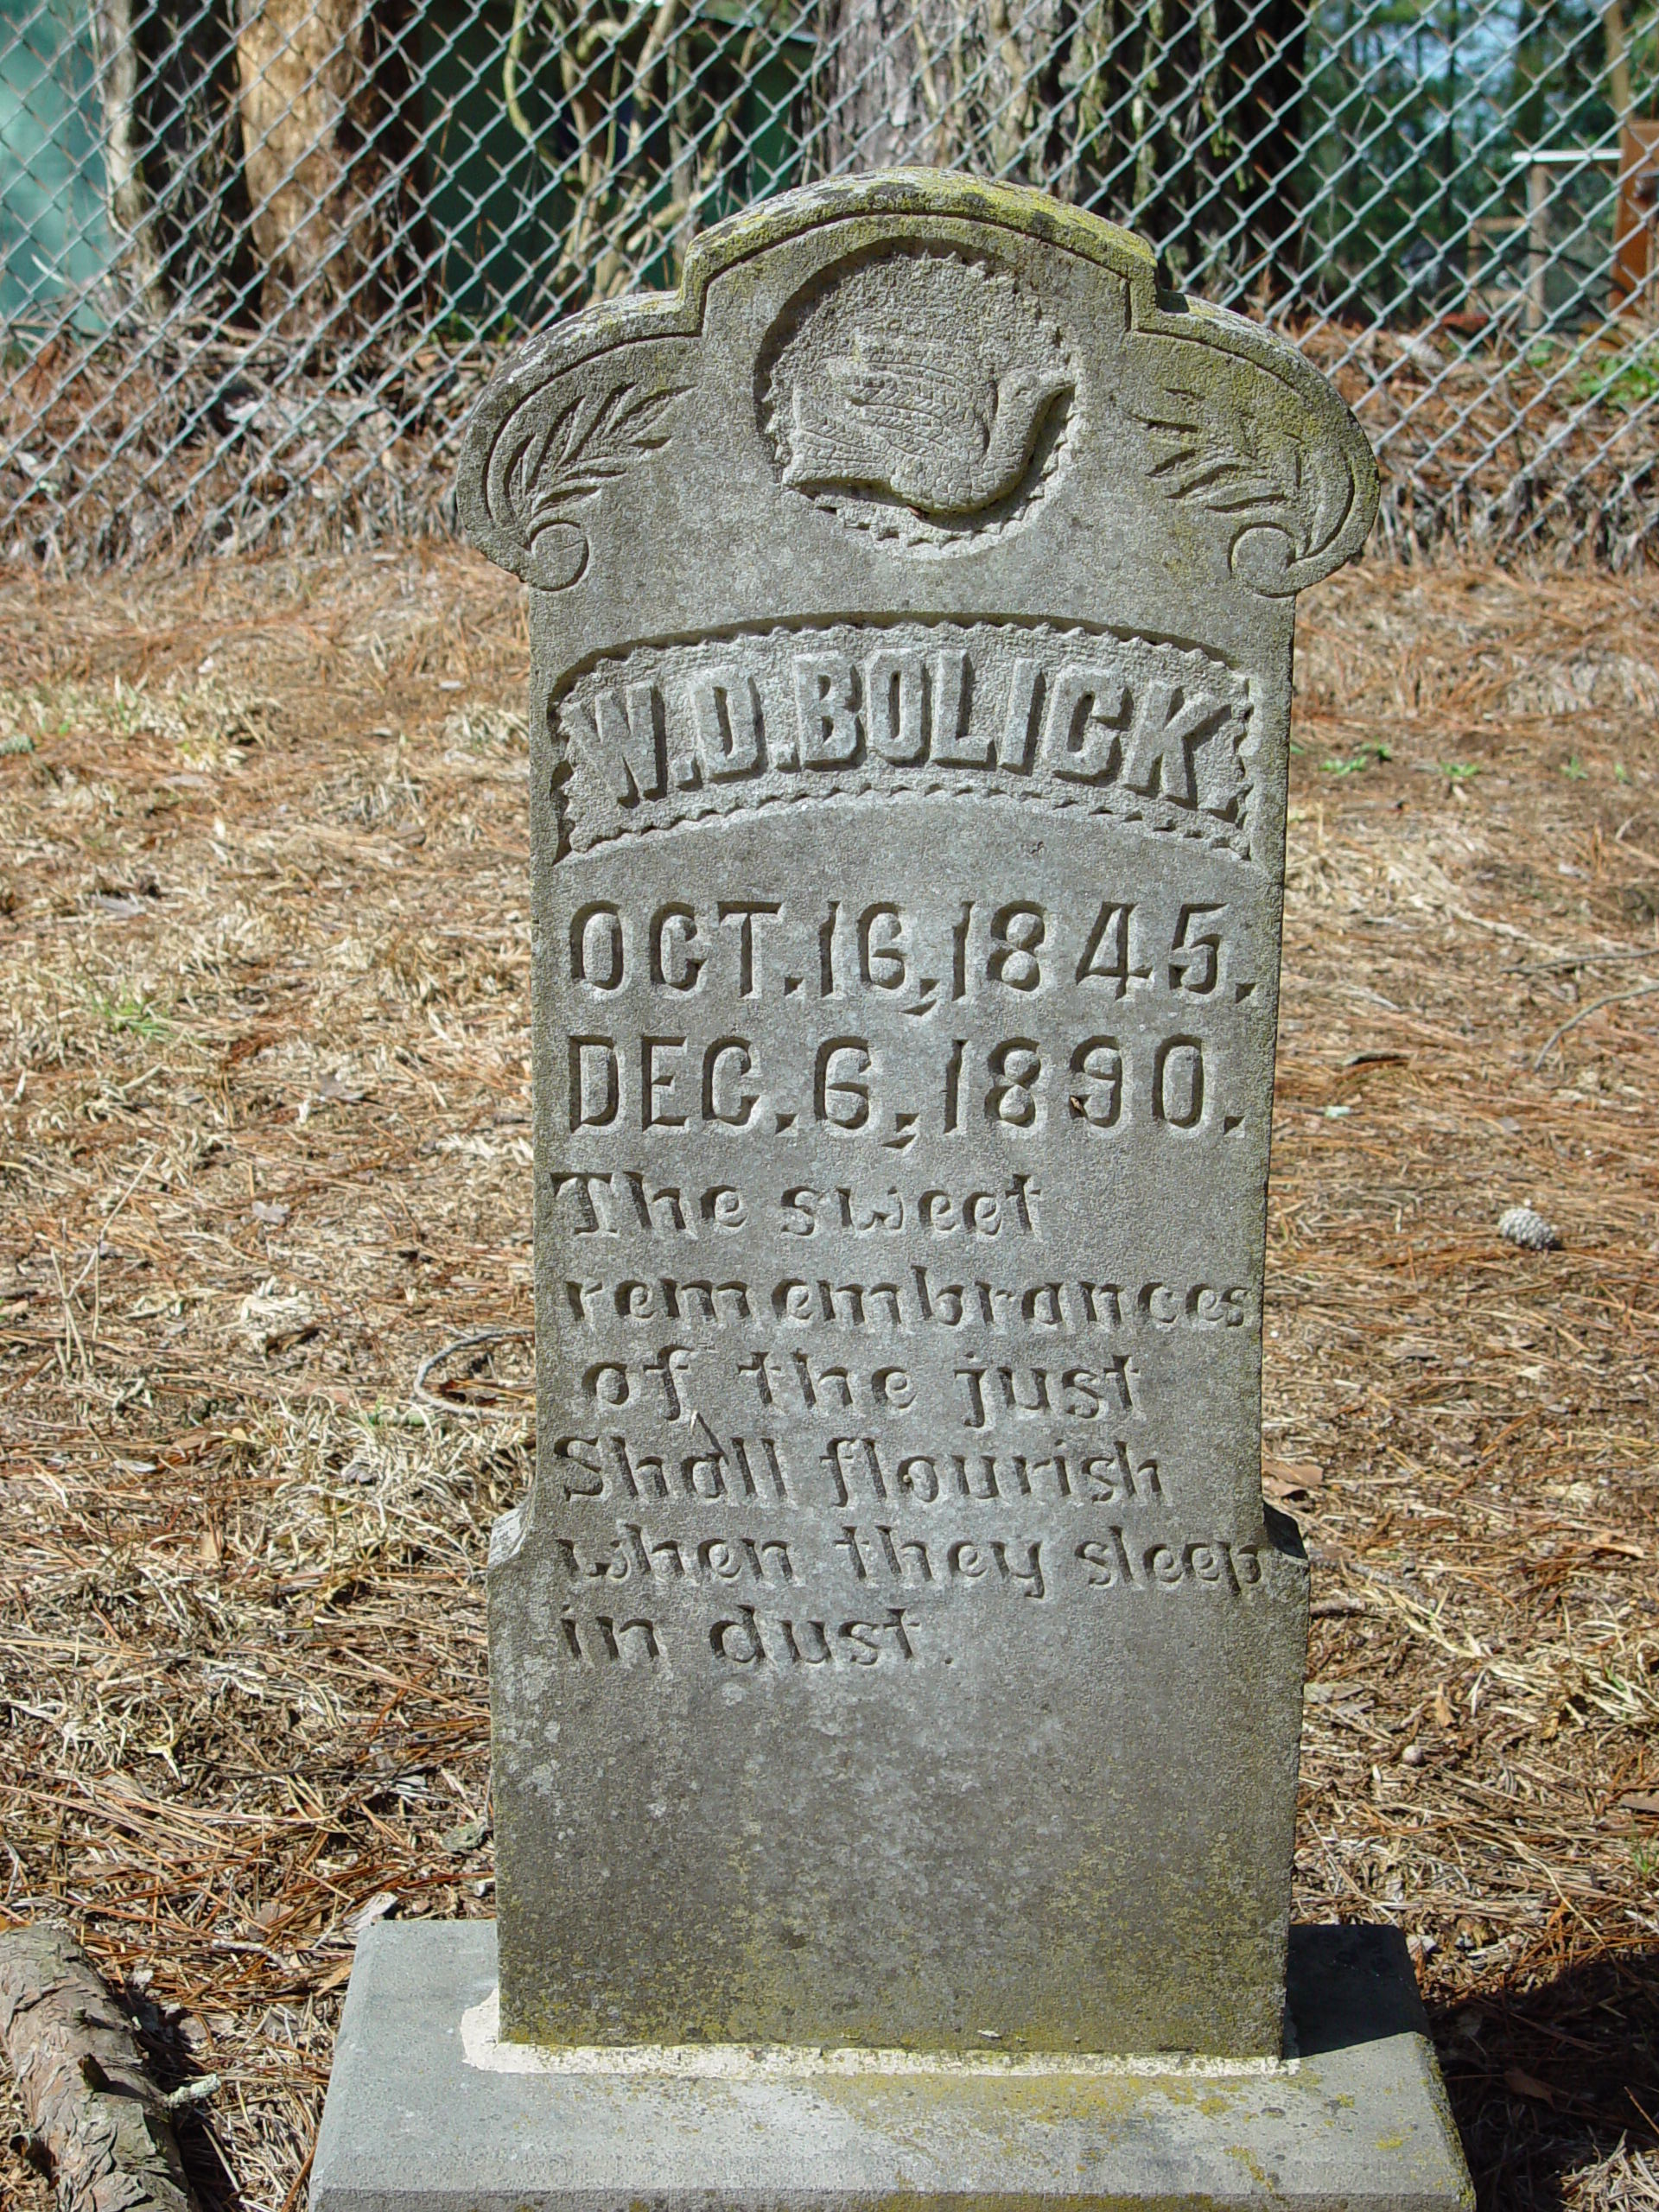 W.D.BOLICK.
OCT.16,1845.
DEC.6,1890.
The sweet
remembrances
of the just
Shall flourish
when they sleep
in dust.